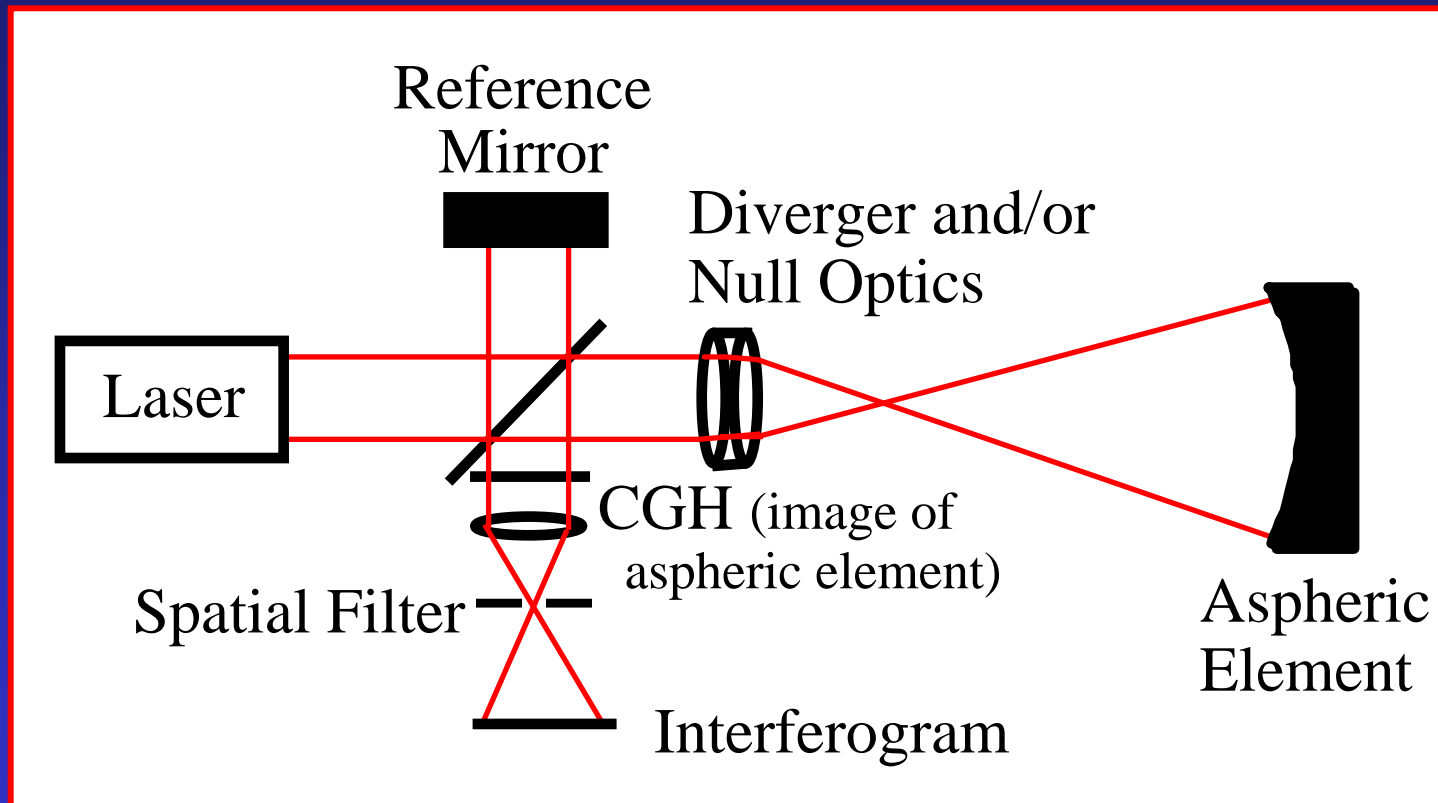 Reference
Mirror
Diverger and/or
Null Optics
Laser
CGH (image of
aspheric element)
Spatial Filter
Aspheric
Element
Interferogram